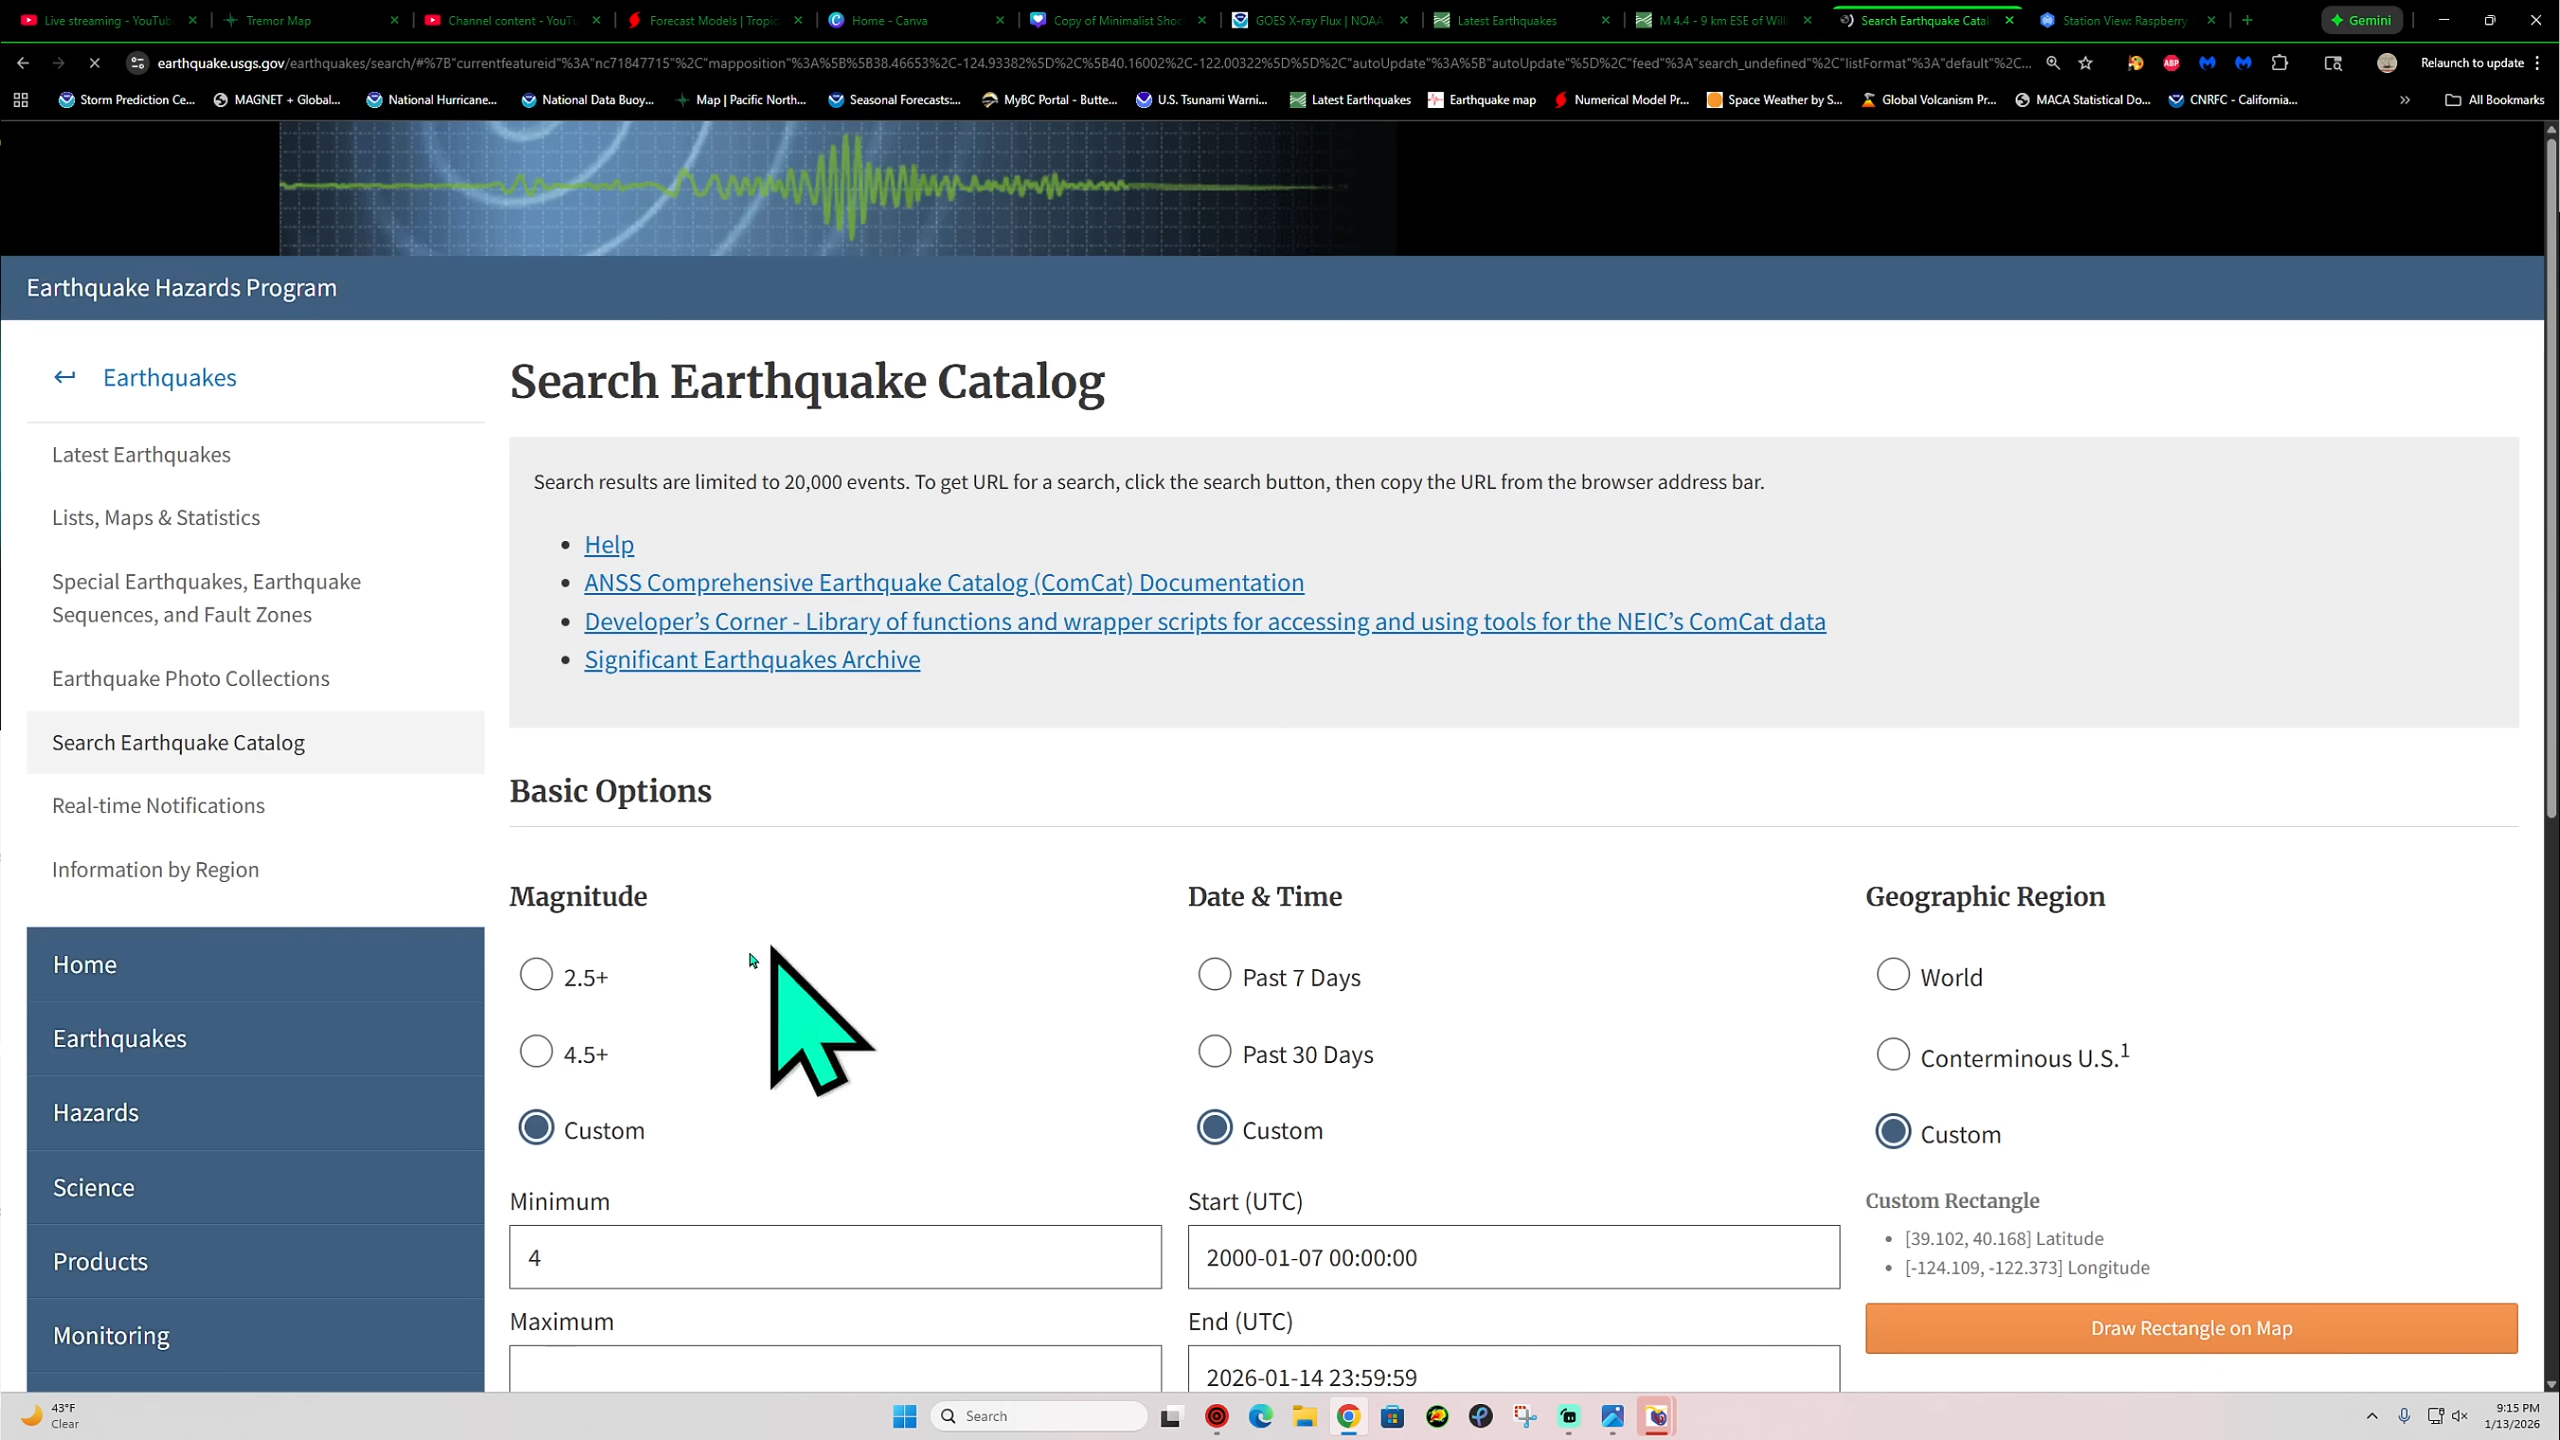 Live streaming - YouTube
Tremor Map
Channel content - YouTu
Forecast Models | Tropic
Home - Canva
Copy of Minimalist Shoo
GOES X-ray Flux | NOAA
Latest Earthquakes
M 4.4 - 9 km ESE of Willi
Search Earthquake Catal
Station View: Raspberry
Gemini
earthquake.usgs.gov/earthquakes/search/#%7B"currentfeatureid"%3A"nc71847715"%2C"mapposition"%3A%5B%5B38.46653%2C-124.93382%5D%2C%5B40.16002%2C-122.00322%5D%5D%2C"autoUpdate"%3A%5B"autoUpdate"%5D%2C"feed"%3A"search_undefined"%2C"listFormat"%3A"default"%2C...
Relaunch to update
Storm Prediction Ce...
MAGNET + Global...
National Hurricane...
National Data Buoy...
Map | Pacific North...
Seasonal Forecasts:...
MyBC Portal - Butte...
U.S. Tsunami Warni...
Latest Earthquakes
Earthquake map
Numerical Model Pr...
Space Weather by S...
Global Volcanism Pr...
MACA Statistical Do...
CNRFC - California...
»
All Bookmarks
Earthquake Hazards Program
Earthquakes
Latest Earthquakes
Lists, Maps & Statistics
Special Earthquakes, Earthquake
Sequences, and Fault Zones
Earthquake Photo Collections
Search Earthquake Catalog
Real-time Notifications
Information by Region
Home
Earthquakes
Hazards
Science
Products
Monitoring
Search Earthquake Catalog
Search results are limited to 20,000 events. To get URL for a search, click the search button, then copy the URL from the browser address bar.
• Help
• ANSS Comprehensive Earthquake Catalog (ComCat) Documentation
• Developer’s Corner - Library of functions and wrapper scripts for accessing and using tools for the NEIC’s ComCat data
• Significant Earthquakes Archive
Basic Options
Magnitude
2.5+
4.5+
Custom
Minimum
4
Maximum
Date & Time
Past 7 Days
Past 30 Days
Custom
Start (UTC)
2000-01-07 00:00:00
End (UTC)
2026-01-14 23:59:59
Geographic Region
World
Conterminous U.S.1
Custom
Custom Rectangle
• [39.102, 40.168] Latitude
• [-124.109, -122.373] Longitude
Draw Rectangle on Map
43°F
Clear
Search
9:15 PM
1/13/2026